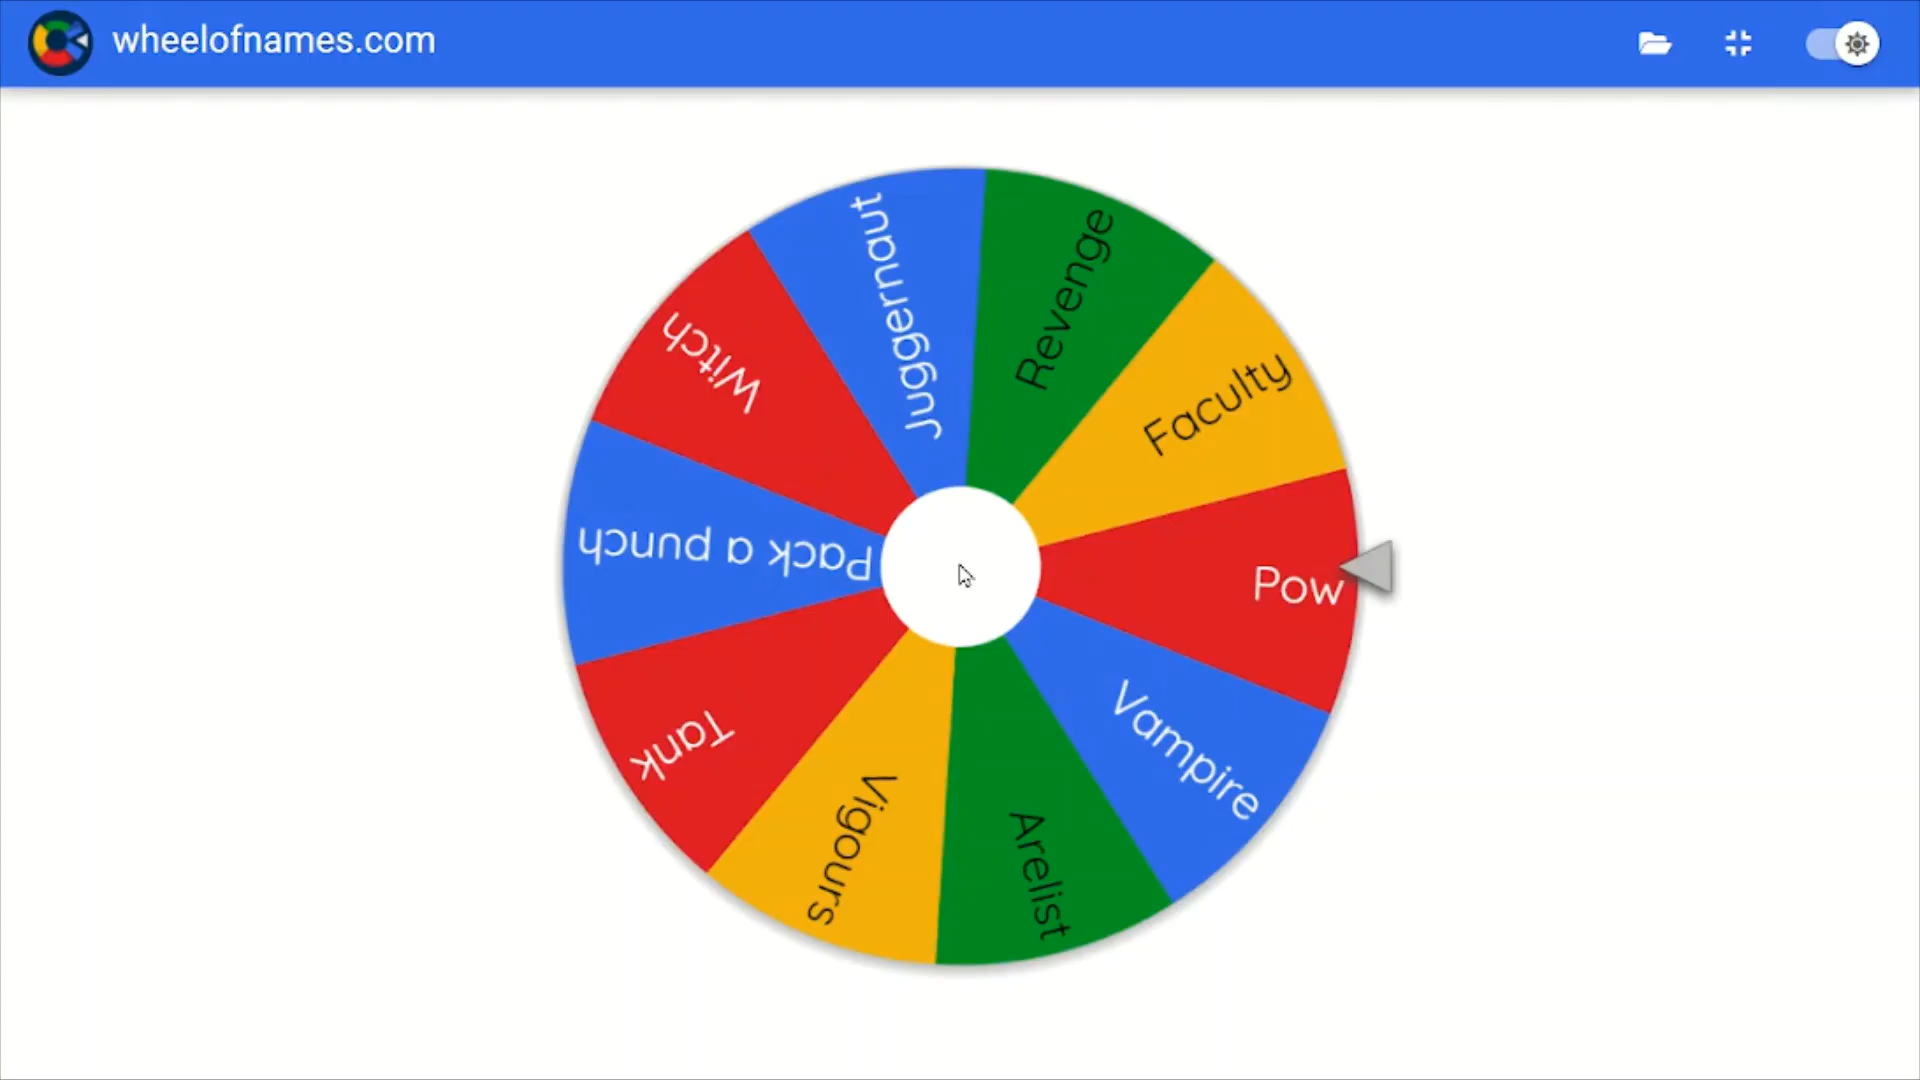 wheelofnames.com
Juggernaut
Revenge
Faculty
Pow
Vampire
Arelist
Vigours
Tank
Pack a punch
Witch